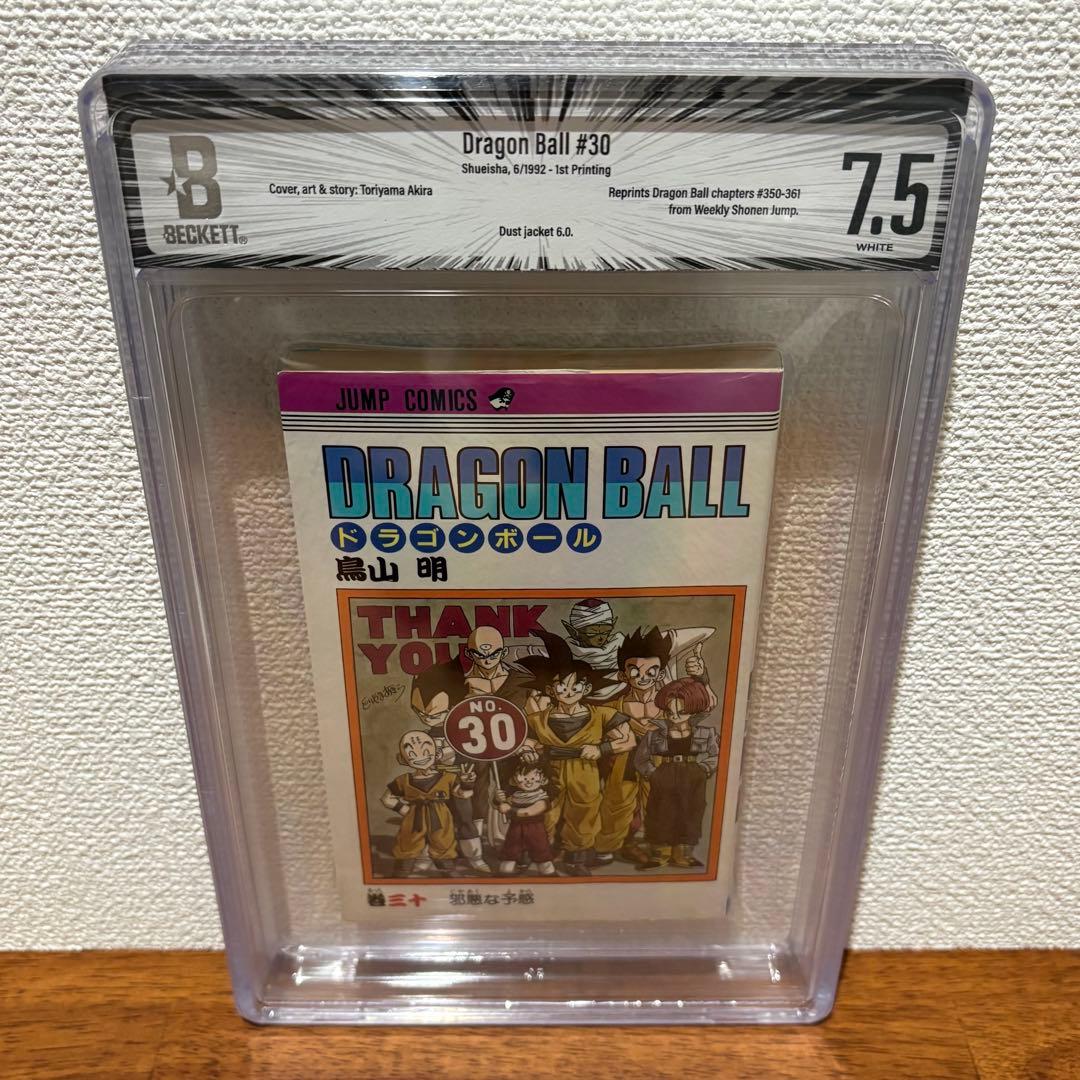 B
BECKETT®
Dragon Ball #30
Shueisha, 6/1992 - 1st Printing
Cover, art & story: Toriyama Akira
Reprints Dragon Ball chapters #350-361
from Weekly Shonen Jump.
Dust jacket 6.0.
7.5
WHITE
JUMP COMICS
DRAGON BALL
ドラゴンボール
鳥山 明
THANK
YOU
NO.
30
巻三十 邪悪な予感